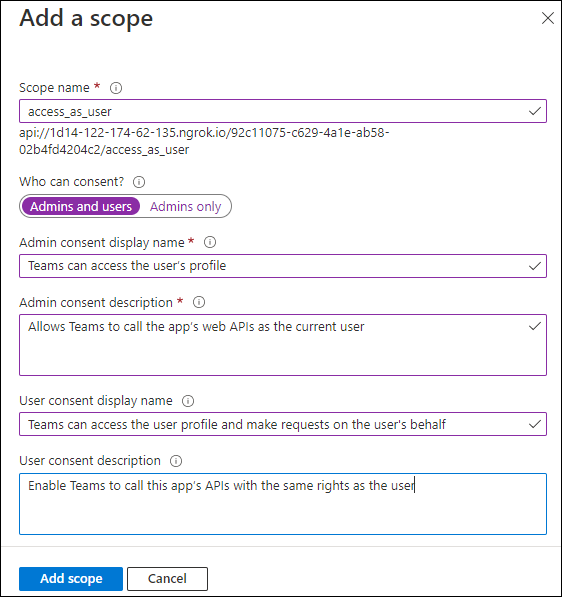 Add a scope
Scope name *
access_as_user
api://1d14-122-174-62-135.ngrok.io/92c11075-c629-4a1e-ab58-
02b4fd4204c2/access_as_user
Who can consent?
Admins and users Admins only
Admin consent display name *
Teams can access the user's profile
Admin consent description *
Allows Teams to call the app's web APIs as the current user
User consent display name
Teams can access the user profile and make requests on the user's behalf
User consent description
Enable Teams to call this app's APIs with the same rights as the user
Add scope Cancel